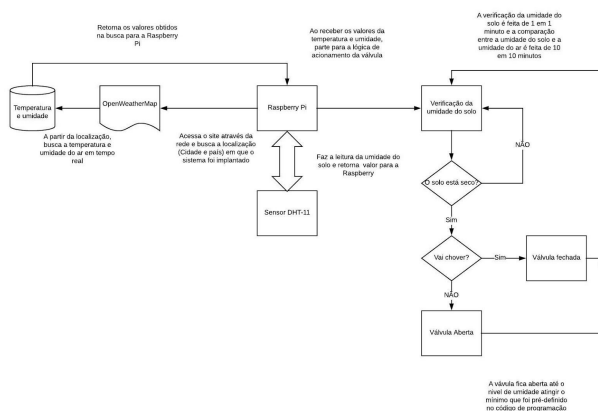 Retorna os valores obtidos
na busca para a Raspberry
Pi
Ao receber os valores da
temperatura e umidade,
parte para a lógica de
acionamento da válvula
A verificação da umidade do
solo é feita de 1 em 1
minuto e a comparação
entre a umidade do solo e a
umidade do ar é feita de 10
em 10 minutos
Temperatura
e umidade
OpenWeatherMap
Raspberry Pi
Verificação da
umidade do solo
A partir da localização,
busca a temperatura e
umidade do ar em tempo
real
Acessa o site através da
rede e busca a localização
(Cidade e país) em que o
sistema foi implantado
Faz a leitura da umidade do
solo e retorna valor para a
Raspberry
NÃO
O solo está seco?
Sensor DHT-11
Sim
Vai chover?
Sim
Válvula fechada
NÃO
Válvula Aberta
A vávula fica aberta até o
nivel de umidade atingir o
mínimo que foi pré-definido
no código de programação